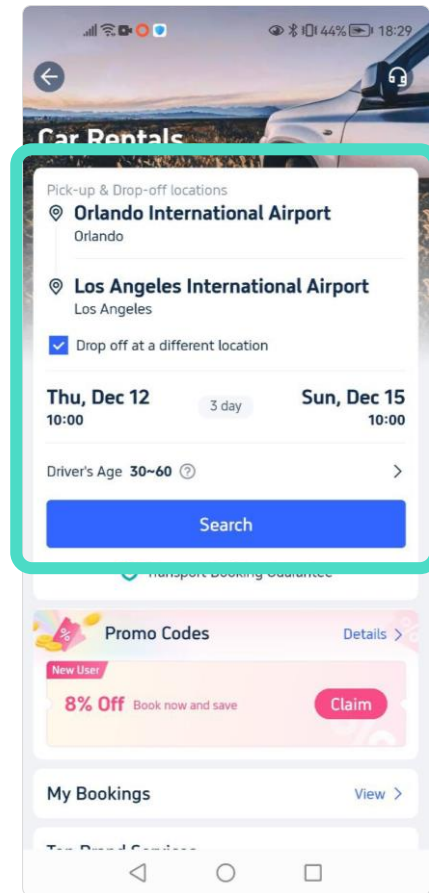 44% 18:29
Car Rentals
Pick-up & Drop-off locations
Orlando International Airport
Orlando
Los Angeles International Airport
Los Angeles
Drop off at a different location
Thu, Dec 12 3 day Sun, Dec 15
10:00 10:00
Driver's Age 30~60
Search
Transport Booking Guarantee
Promo Codes Details >
New User
8% Off Book now and save Claim
My Bookings View >
Top Brand Services